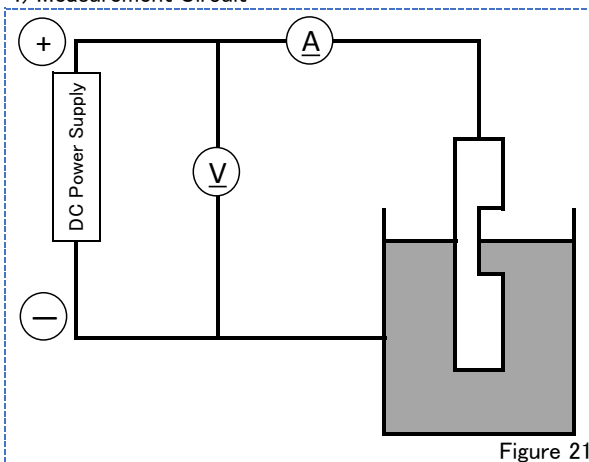 Measurement Circuit
+
A
DC Power Supply
V
—
Figure 21